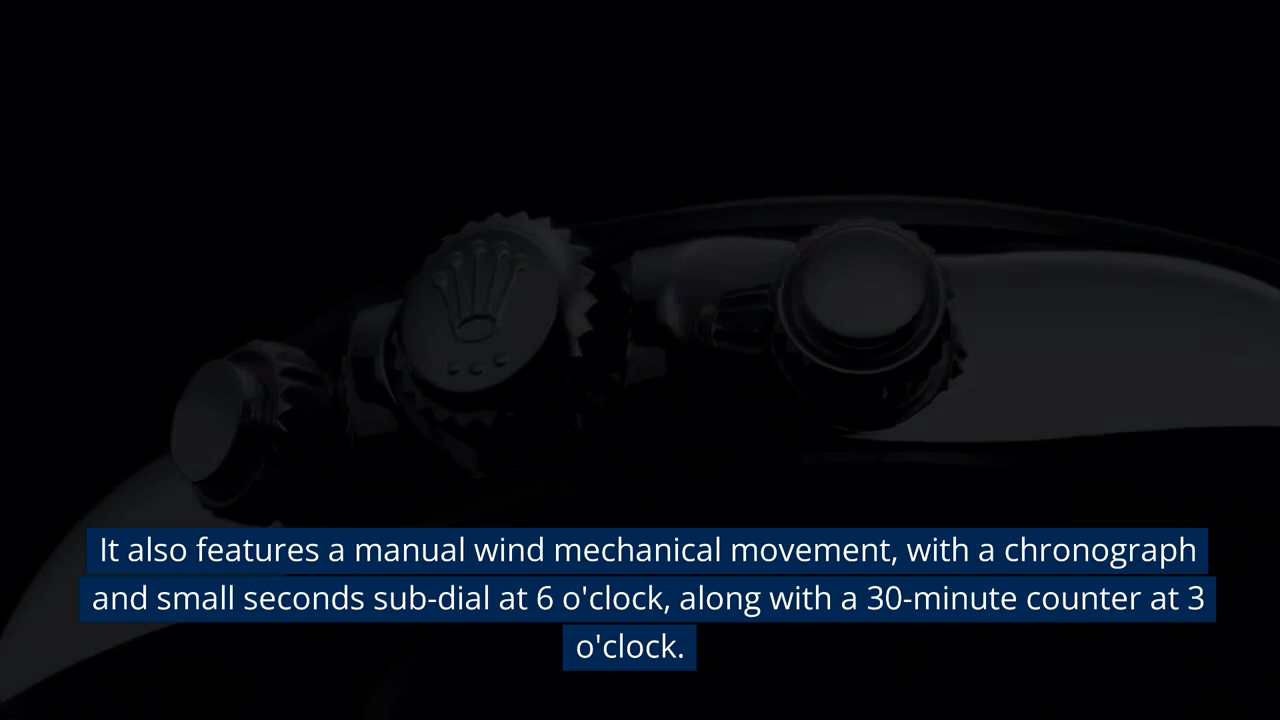 It also features a manual wind mechanical movement, with a chronograph
and small seconds sub-dial at 6 o'clock, along with a 30-minute counter at 3
o'clock.